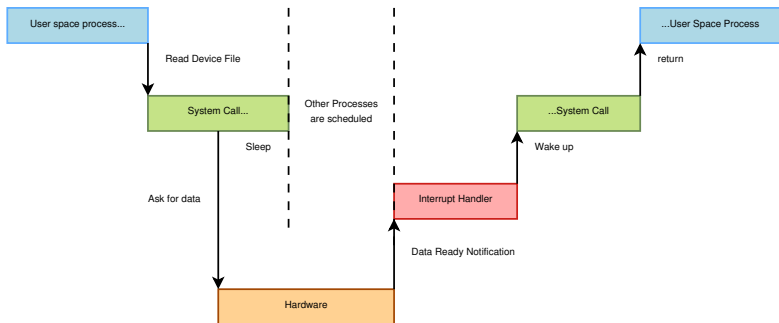 User space process...
...User Space Process
Read Device File
return
System Call...
Other Processes
are scheduled
...System Call
Sleep
Wake up
Ask for data
Interrupt Handler
Data Ready Notification
Hardware